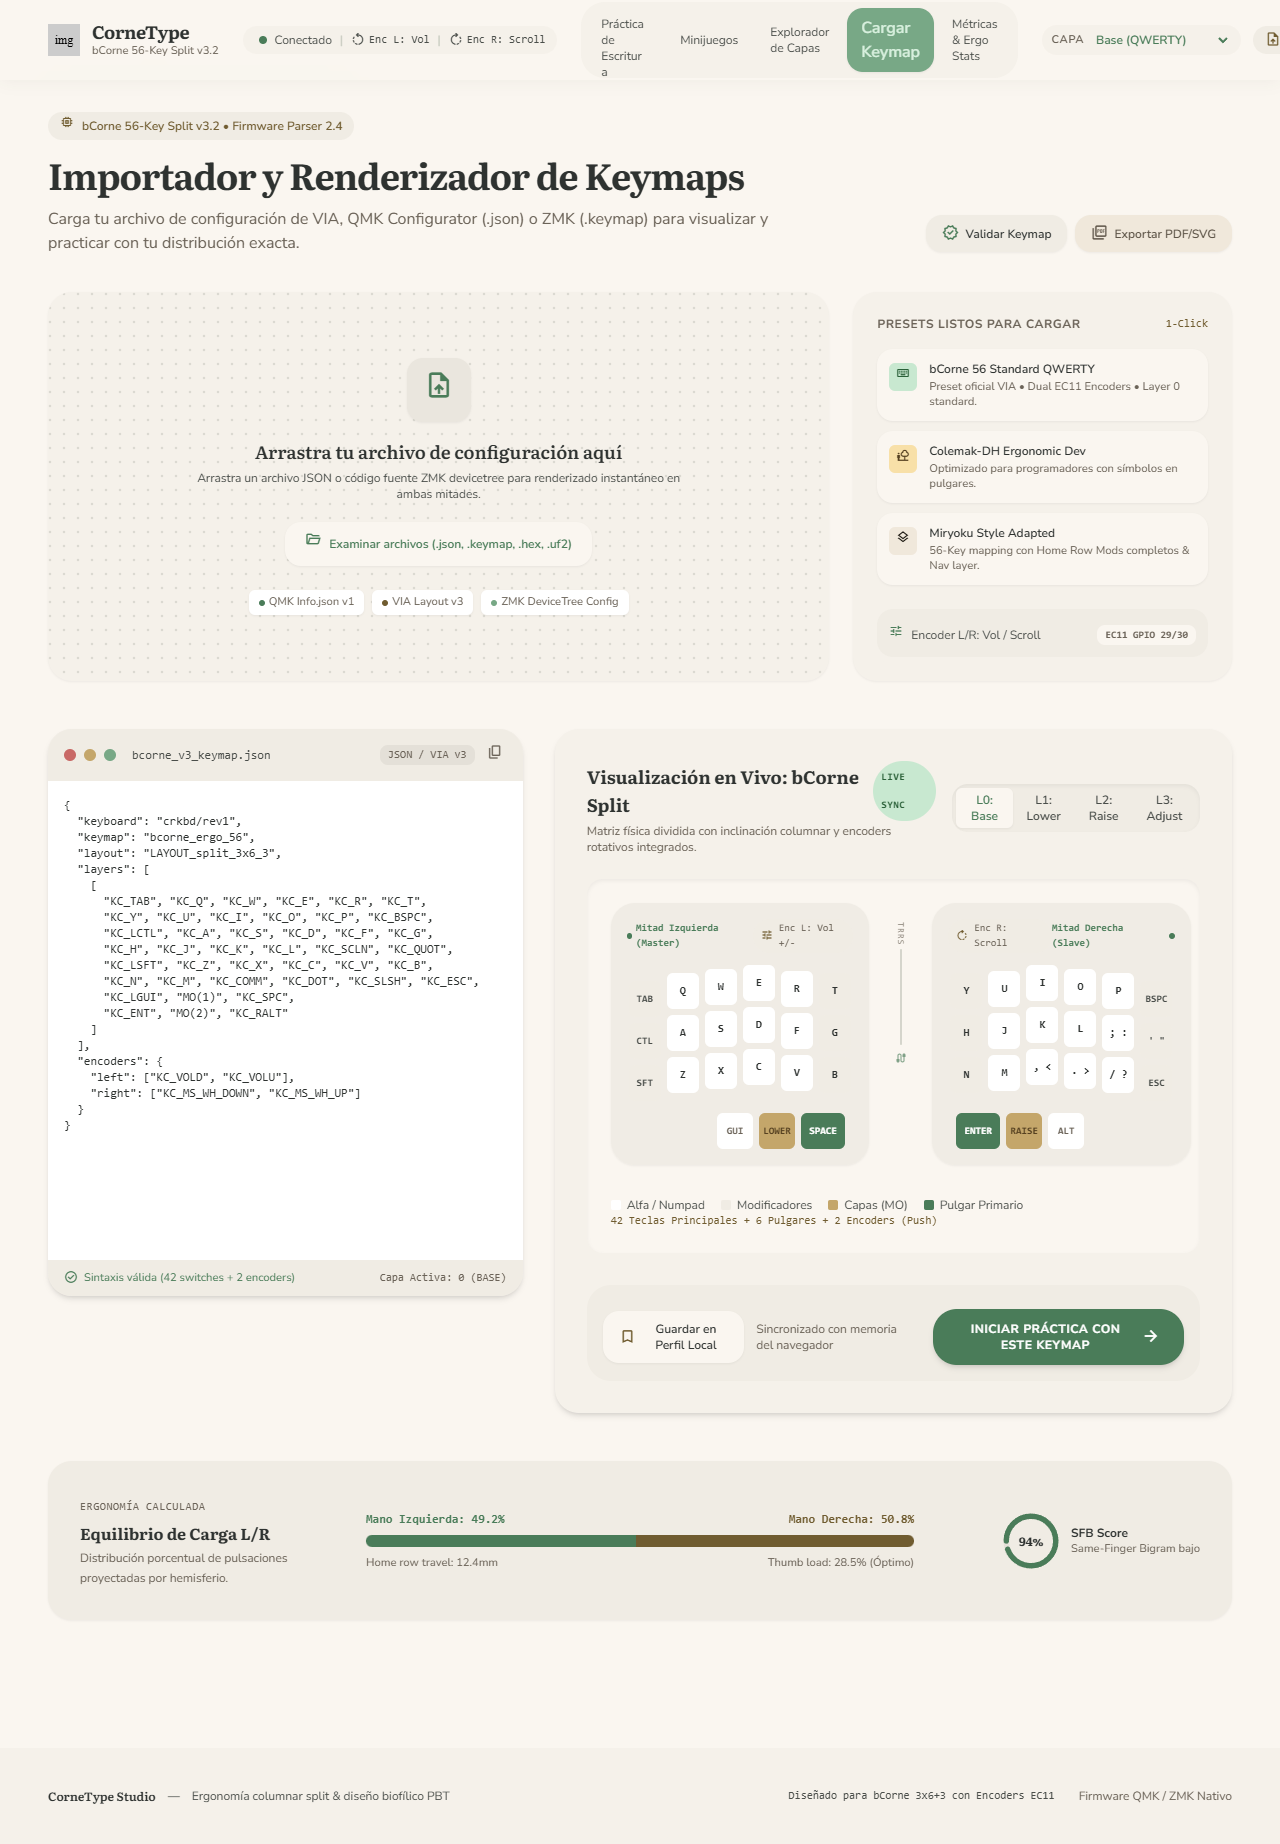 img
CorneType
bCorne 56-Key Split v3.2
Conectado | Enc L: Vol | Enc R: Scroll
Práctica
de
Escritur
a
Minijuegos
Explorador
de Capas
Cargar
Keymap
Métricas
& Ergo
Stats
CAPA Base (QWERTY)
bCorne 56-Key Split v3.2 • Firmware Parser 2.4
Importador y Renderizador de Keymaps
Carga tu archivo de configuración de VIA, QMK Configurator (.json) o ZMK (.keymap) para visualizar y
practicar con tu distribución exacta.
Validar Keymap
Exportar PDF/SVG
Arrastra tu archivo de configuración aquí
Arrastra un archivo JSON o código fuente ZMK devicetree para renderizado instantáneo en
ambas mitades.
Examinar archivos (.json, .keymap, .hex, .uf2)
QMK Info.json v1
VIA Layout v3
ZMK DeviceTree Config
PRESETS LISTOS PARA CARGAR
1-Click
bCorne 56 Standard QWERTY
Preset oficial VIA • Dual EC11 Encoders • Layer 0
standard.
Colemak-DH Ergonomic Dev
Optimizado para programadores con símbolos en
pulgares.
Miryoku Style Adapted
56-Key mapping con Home Row Mods completos &
Nav layer.
Encoder L/R: Vol / Scroll
EC11 GPIO 29/30
bcorne_v3_keymap.json
JSON / VIA v3
{
"keyboard": "crkbd/rev1",
"keymap": "bcorne_ergo_56",
"layout": "LAYOUT_split_3x6_3",
"layers": [
[
"KC_TAB", "KC_Q", "KC_W", "KC_E", "KC_R", "KC_T",
"KC_Y", "KC_U", "KC_I", "KC_O", "KC_P", "KC_BSPC",
"KC_LCTL", "KC_A", "KC_S", "KC_D", "KC_F", "KC_G",
"KC_H", "KC_J", "KC_K", "KC_L", "KC_SCLN", "KC_QUOT",
"KC_LSFT", "KC_Z", "KC_X", "KC_C", "KC_V", "KC_B",
"KC_N", "KC_M", "KC_COMM", "KC_DOT", "KC_SLSH", "KC_ESC",
"KC_LGUI", "MO(1)", "KC_SPC",
"KC_ENT", "MO(2)", "KC_RALT"
]
],
"encoders": {
"left": ["KC_VOLD", "KC_VOLU"],
"right": ["KC_MS_WH_DOWN", "KC_MS_WH_UP"]
}
}
Sintaxis válida (42 switches + 2 encoders)
Capa Activa: 0 (BASE)
Visualización en Vivo: bCorne
Split
LIVE
SYNC
Matriz física dividida con inclinación columnar y encoders
rotativos integrados.
L0:
Base
L1:
Lower
L2:
Raise
L3:
Adjust
Mitad Izquierda
(Master)
Enc L: Vol
+/-
TAB Q W E R T
CTL A S D F G
SFT Z X C V B
GUI LOWER SPACE
TRRS
Enc R:
Scroll
Mitad Derecha
(Slave)
Y U I O P BSPC
H J K L ; : ' "
N M , < . > / ? ESC
ENTER RAISE ALT
Alfa / Numpad
Modificadores
Capas (MO)
Pulgar Primario
42 Teclas Principales + 6 Pulgares + 2 Encoders (Push)
Guardar en
Perfil Local
Sincronizado con memoria
del navegador
INICIAR PRÁCTICA CON
ESTE KEYMAP
ERGONOMÍA CALCULADA
Equilibrio de Carga L/R
Distribución porcentual de pulsaciones
proyectadas por hemisferio.
Mano Izquierda: 49.2%
Mano Derecha: 50.8%
Home row travel: 12.4mm
Thumb load: 28.5% (Óptimo)
94%
SFB Score
Same-Finger Bigram bajo
CorneType Studio — Ergonomía columnar split & diseño biofílico PBT
Diseñado para bCorne 3x6+3 con Encoders EC11
Firmware QMK / ZMK Nativo